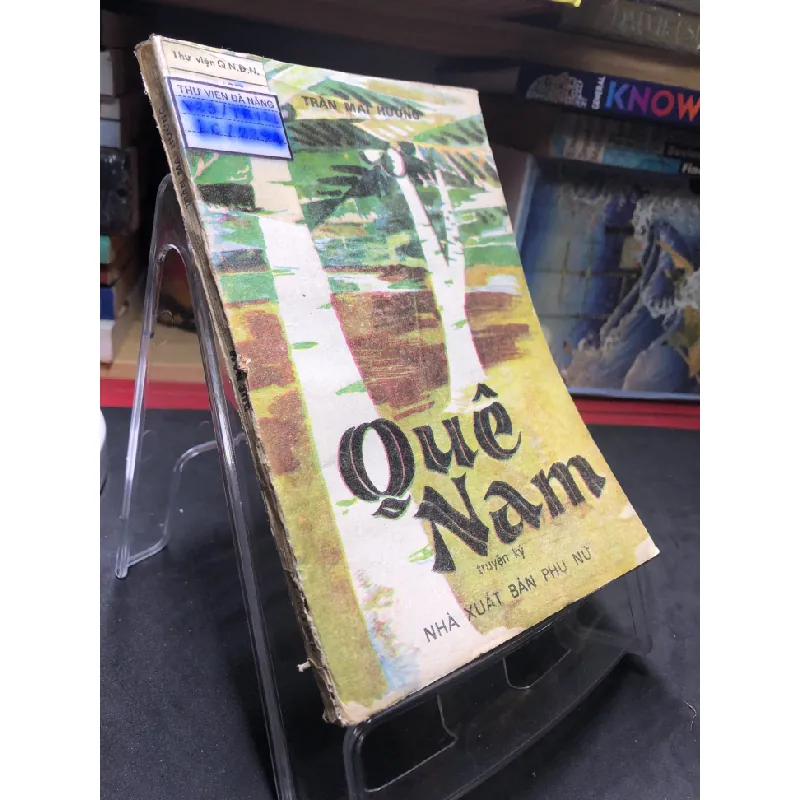 Thư viện Q.N.Đ.N.
THƯ VIỆN ĐÀ NẴNG
TRẦN MAI HƯỜNG
Quê
Nam
truyện ký
NHÀ XUẤT BẢN PHỤ NỮ
GENERAL
KNOW